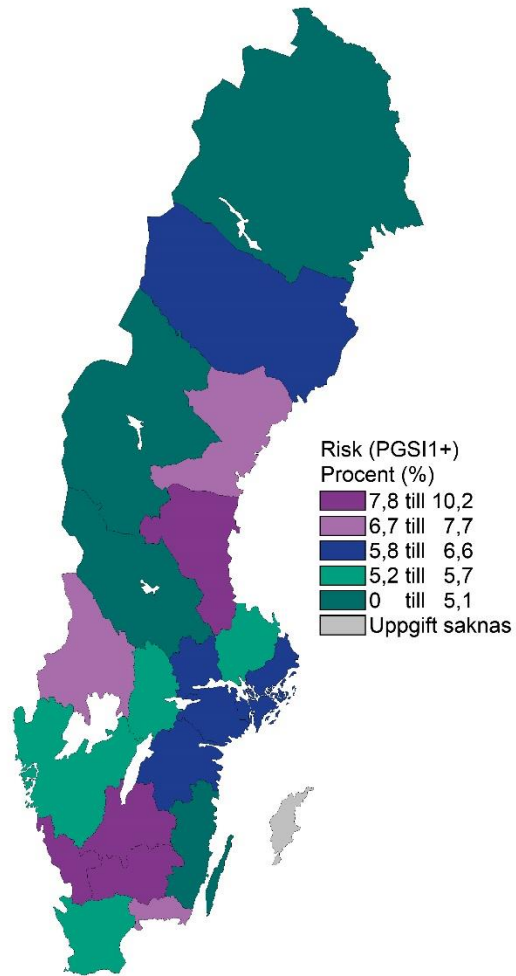 Risk (PGSI1+)
Procent (%)
7,8 till 10,2
6,7 till 7,7
5,8 till 6,6
5,2 till 5,7
0 till 5,1
Uppgift saknas